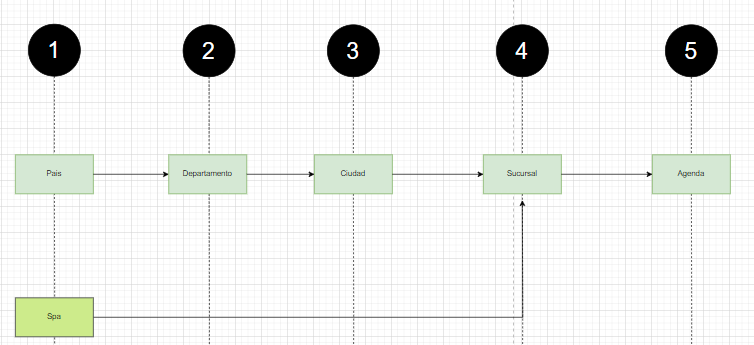 1
2
3
4
5
Pais
Departamento
Ciudad
Sucursal
Agenda
Spa